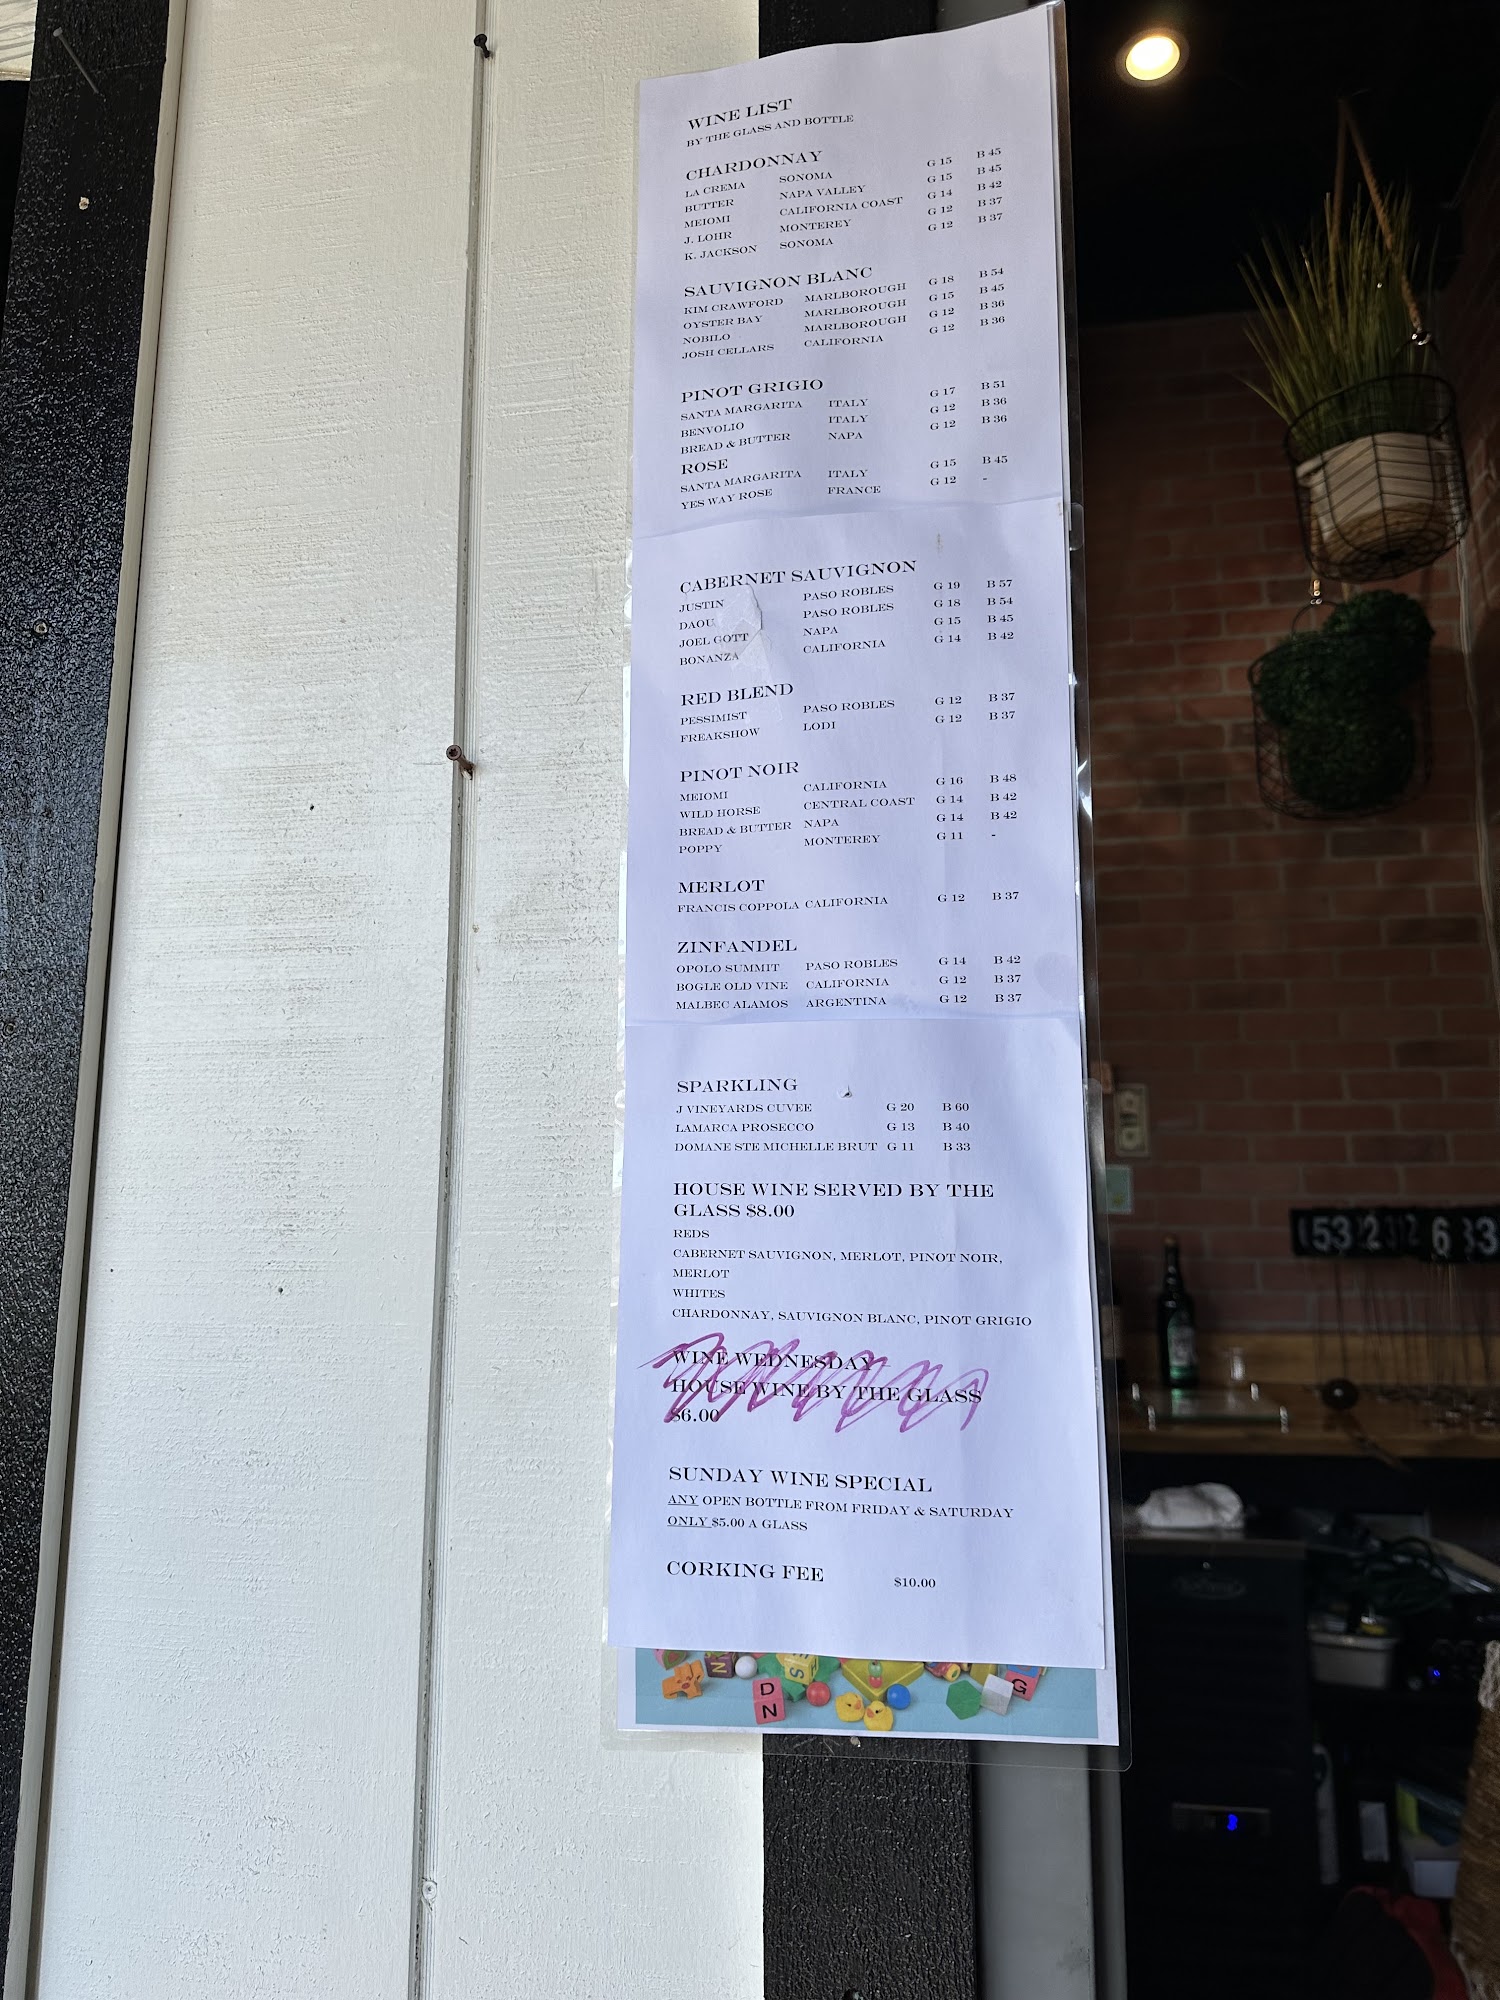 WINE LIST
BY THE GLASS AND BOTTLE
CHARDONNAY
LA CREMA SONOMA G 15 B 45
BUTTER NAPA VALLEY G 15 B 45
MEIOMI CALIFORNIA COAST G 14 B 42
J. LOHR MONTEREY G 12 B 37
K. JACKSON SONOMA G 12 B 37
SAUVIGNON BLANC
KIM CRAWFORD MARLBOROUGH G 18 B 54
OYSTER BAY MARLBOROUGH G 15 B 45
NOBILO MARLBOROUGH G 12 B 36
JOSH CELLARS CALIFORNIA G 12 B 36
PINOT GRIGIO
SANTA MARGARITA ITALY G 17 B 51
BENVOLIO ITALY G 12 B 36
BREAD & BUTTER NAPA G 12 B 36
ROSE
SANTA MARGARITA ITALY G 15 B 45
YES WAY ROSE FRANCE G 12 -
CABERNET SAUVIGNON
JUSTIN PASO ROBLES G 19 B 57
DAOU PASO ROBLES G 18 B 54
JOEL GOTT NAPA G 15 B 45
BONANZA CALIFORNIA G 14 B 42
RED BLEND
PESSIMIST PASO ROBLES G 12 B 37
FREAKSHOW LODI G 12 B 37
PINOT NOIR
MEIOMI CALIFORNIA G 16 B 48
WILD HORSE CENTRAL COAST G 14 B 42
BREAD & BUTTER NAPA G 14 B 42
POPPY MONTEREY G 11 -
MERLOT
FRANCIS COPPOLA CALIFORNIA G 12 B 37
ZINFANDEL
OPOLO SUMMIT PASO ROBLES G 14 B 42
BOGLE OLD VINE CALIFORNIA G 12 B 37
MALBEC ALAMOS ARGENTINA G 12 B 37
SPARKLING
J VINEYARDS CUVEE G 20 B 60
LAMARCA PROSECCO G 13 B 40
DOMANE STE MICHELLE BRUT G 11 B 33
HOUSE WINE SERVED BY THE
GLASS $8.00
REDS
CABERNET SAUVIGNON, MERLOT, PINOT NOIR,
MERLOT
WHITES
CHARDONNAY, SAUVIGNON BLANC, PINOT GRIGIO
WINE WEDNESDAY
HOUSE WINE BY THE GLASS
$6.00
SUNDAY WINE SPECIAL
ANY OPEN BOTTLE FROM FRIDAY & SATURDAY
ONLY $5.00 A GLASS
CORKING FEE $10.00
N
S
D
N
G
3